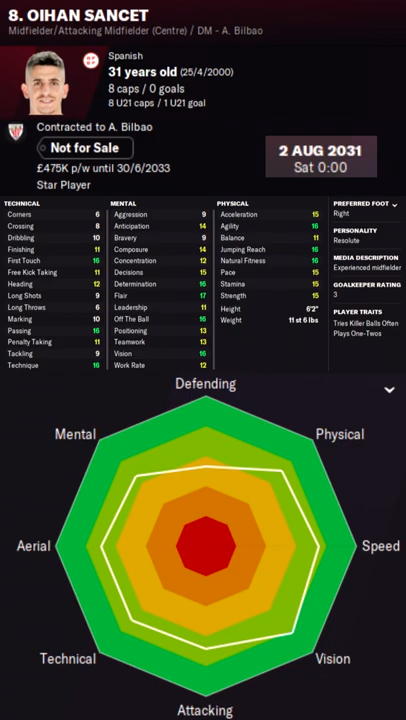 8. OIHAN SANCET
Midfielder/Attacking Midfielder (Centre) / DM - A. Bilbao
Spanish
31 years old (25/4/2000)
8 caps / 0 goals
8 U21 caps / 1 U21 goal
Contracted to A. Bilbao
Not for Sale
£475K p/w until 30/6/2033
Star Player
2 AUG 2031
Sat 0:00
TECHNICAL
Corners 6
Crossing 8
Dribbling 10
Finishing 11
First Touch 16
Free Kick Taking 11
Heading 12
Long Shots 9
Long Throws 6
Marking 10
Passing 16
Penalty Taking 11
Tackling 9
Technique 16
MENTAL
Aggression 9
Anticipation 14
Bravery 9
Composure 14
Concentration 12
Decisions 15
Determination 16
Flair 17
Leadership 11
Off The Ball 16
Positioning 13
Teamwork 13
Vision 16
Work Rate 12
PHYSICAL
Acceleration 15
Agility 16
Balance 11
Jumping Reach 16
Natural Fitness 16
Pace 15
Stamina 15
Strength 15
Height 6'2"
Weight 11 st 6 lbs
PREFERRED FOOT
Right
PERSONALITY
Resolute
MEDIA DESCRIPTION
Experienced midfielder
GOALKEEPER RATING
3
PLAYER TRAITS
Tries Killer Balls Often
Plays One-Twos
Defending
Mental
Physical
Aerial
Speed
Technical
Vision
Attacking